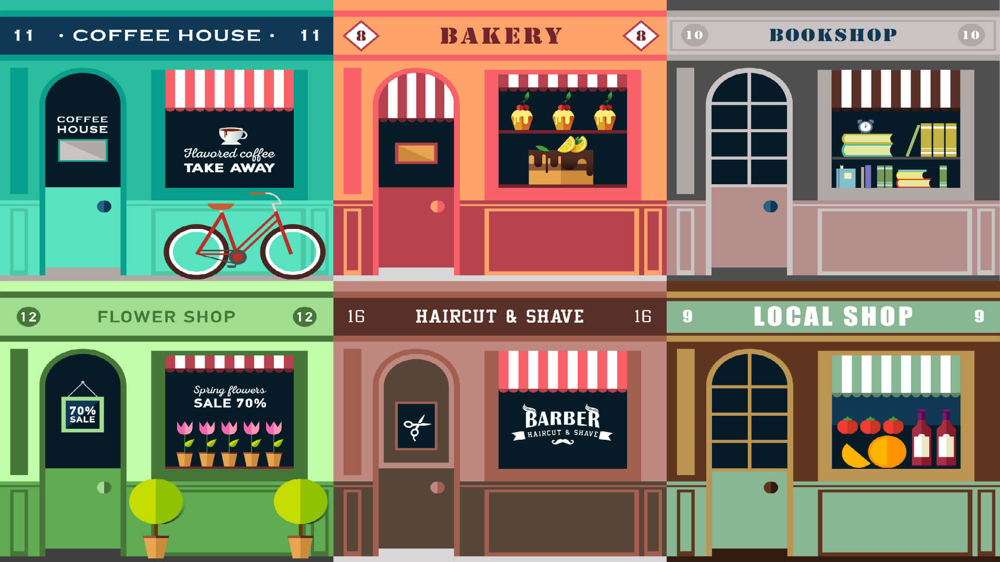 11 · COFFEE HOUSE · 11
COFFEE
HOUSE
Flavored coffee
TAKE AWAY
8 BAKERY 8
10 BOOKSHOP 10
12 FLOWER SHOP 12
70%
SALE
Spring flowers
SALE 70%
16 HAIRCUT & SHAVE 16
BARBER
HAIRCUT & SHAVE
9 LOCAL SHOP 9